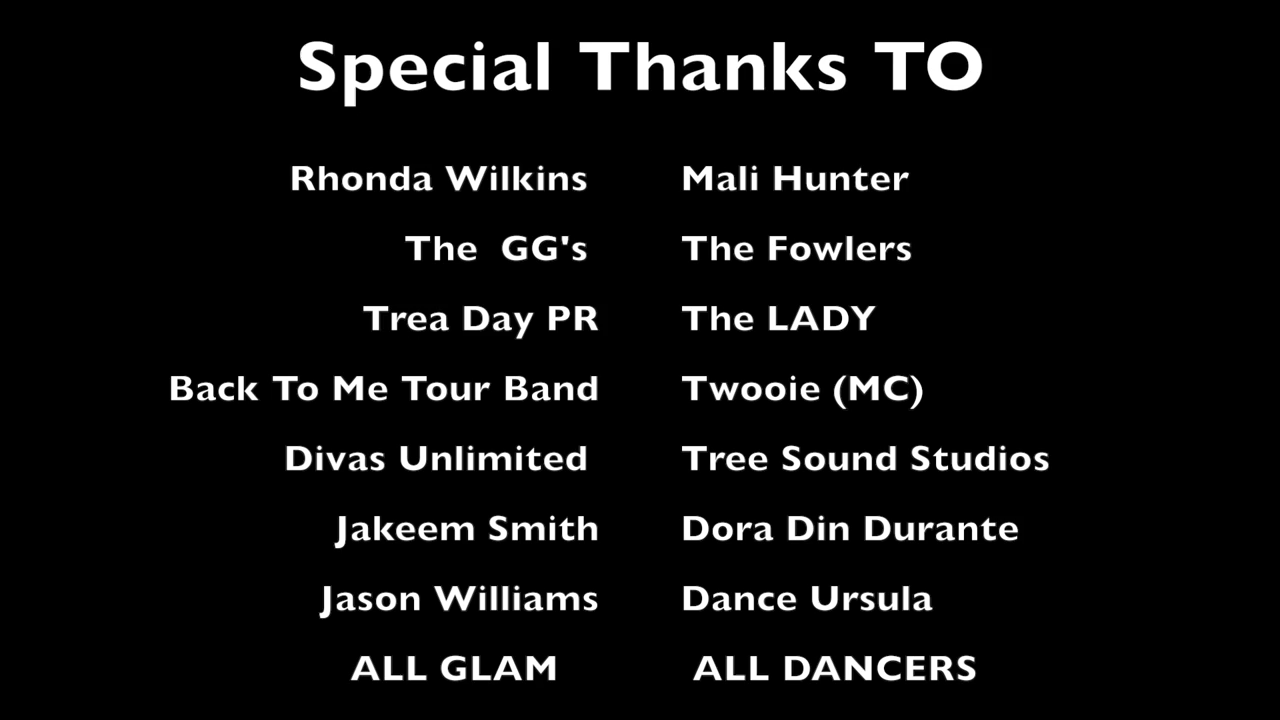 Special Thanks TO
Rhonda Wilkins Mali Hunter
The GG's The Fowlers
Trea Day PR The LADY
Back To Me Tour Band Twooie (MC)
Divas Unlimited Tree Sound Studios
Jakeem Smith Dora Din Durante
Jason Williams Dance Ursula
ALL GLAM ALL DANCERS